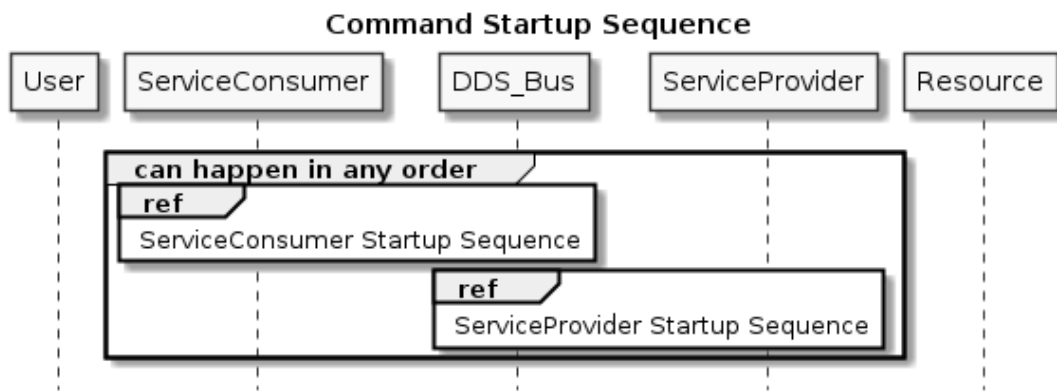 Command Startup Sequence
User ServiceConsumer DDS_Bus ServiceProvider Resource
can happen in any order
ref
ServiceConsumer Startup Sequence
ref
ServiceProvider Startup Sequence